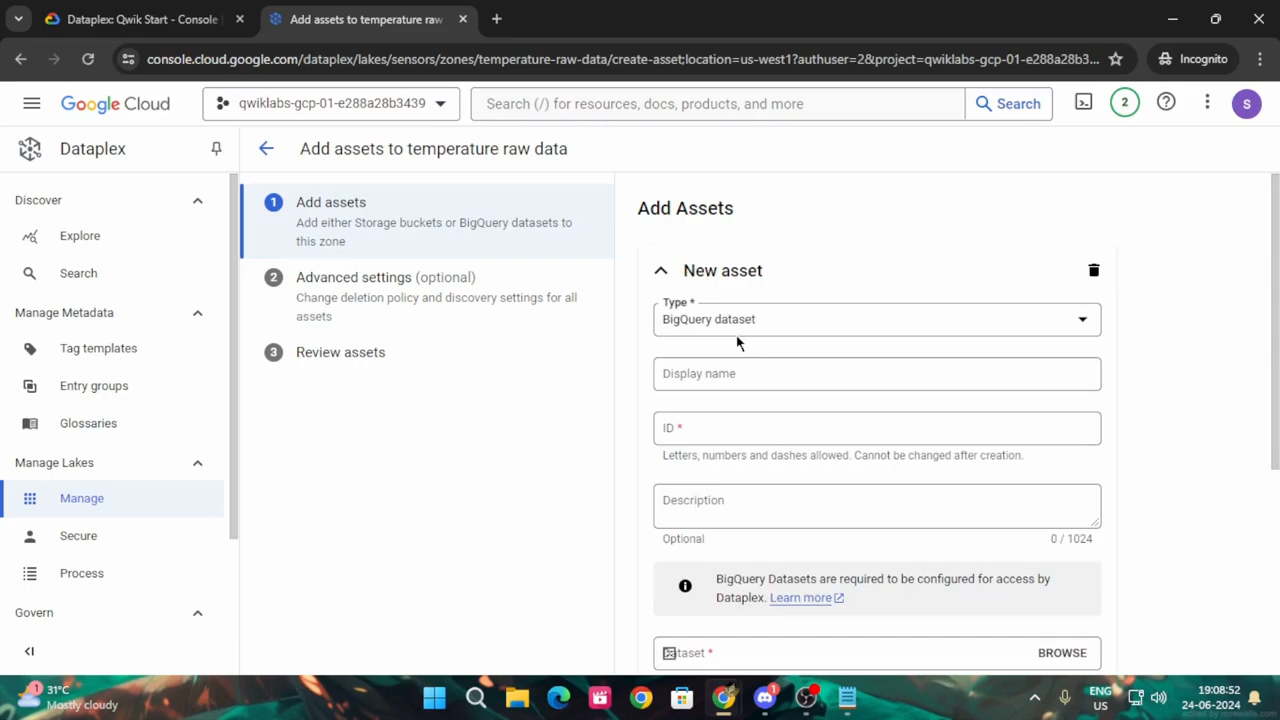 Dataplex: Qwik Start - Console
Add assets to temperature raw
console.cloud.google.com/dataplex/lakes/sensors/zones/temperature-raw-data/create-asset;location=us-west1?authuser=2&project=qwiklabs-gcp-01-e288a28b3...
Incognito
Google Cloud
qwiklabs-gcp-01-e288a28b3439
Search (/) for resources, docs, products, and more
Search
2
S
Dataplex
Add assets to temperature raw data
Discover
Explore
Search
Manage Metadata
Tag templates
Entry groups
Glossaries
Manage Lakes
Manage
Secure
Process
Govern
1 Add assets
Add either Storage buckets or BigQuery datasets to
this zone
2 Advanced settings (optional)
Change deletion policy and discovery settings for all
assets
3 Review assets
Add Assets
New asset
Type *
BigQuery dataset
Display name
ID *
Letters, numbers and dashes allowed. Cannot be changed after creation.
Description
Optional
0 / 1024
BigQuery Datasets are required to be configured for access by
Dataplex. Learn more
BROWSE
1
31°C
Mostly cloudy
1
ENG
US
19:08:52
24-06-2024